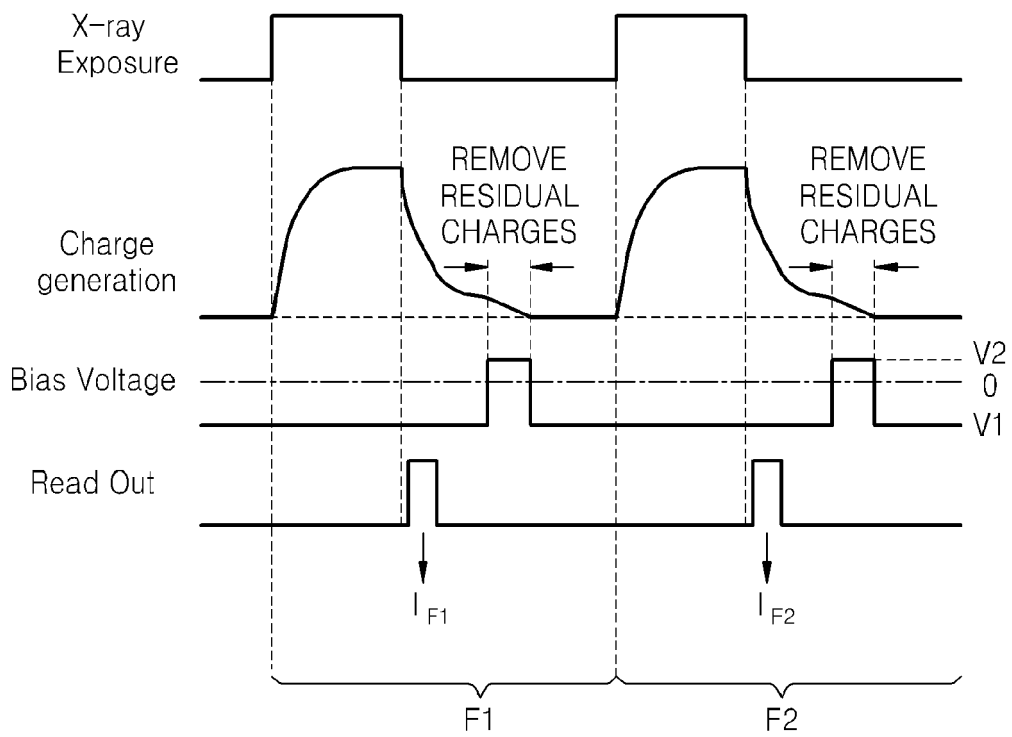 X-ray
Exposure
REMOVE
RESIDUAL
CHARGES
REMOVE
RESIDUAL
CHARGES
Charge
generation
Bias Voltage
V2
0
V1
Read Out
I F1
I F2
F1
F2